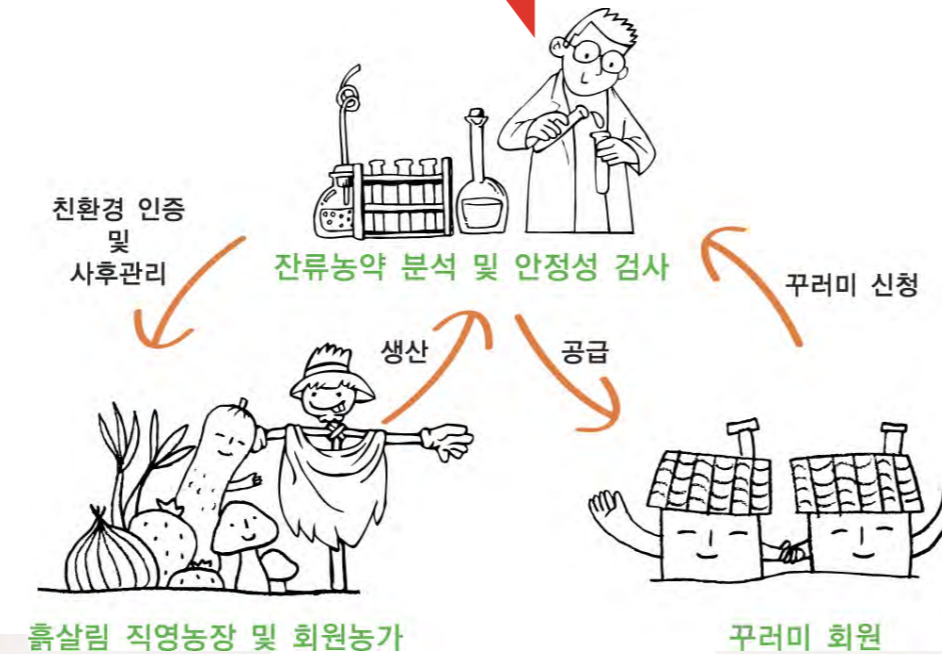 친환경 인증
및
사후관리
잔류농약 분석 및 안정성 검사
꾸러미 신청
생산
공급
흙살림 직영농장 및 회원농가
꾸러미 회원